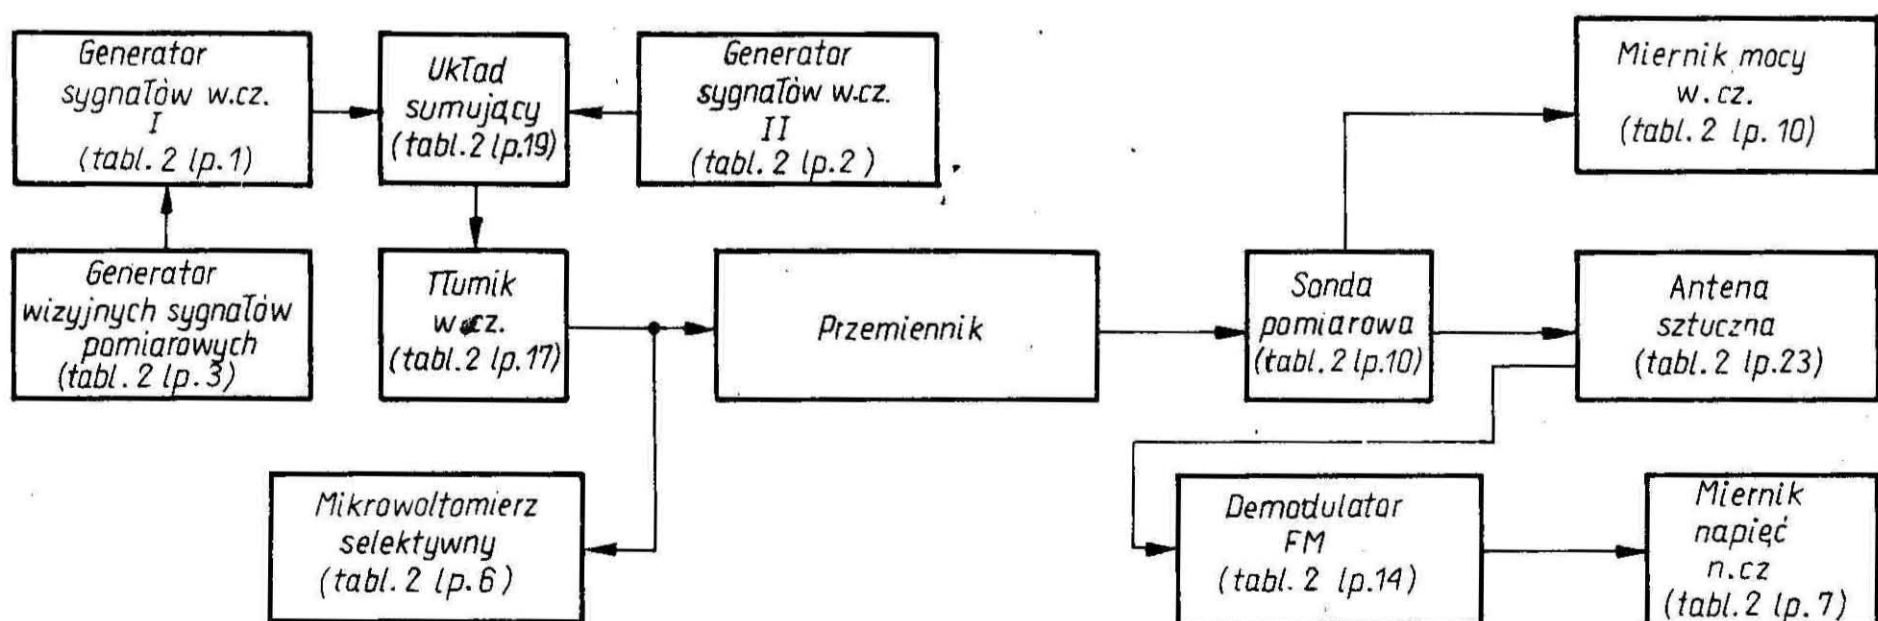 Generator
sygnałów w.cz.
I
(tabl. 2 lp. 1)
Układ
sumujący
(tabl. 2 lp. 19)
Generator
sygnałów w.cz.
II
(tabl. 2 lp. 2)
Miernik mocy
w. cz.
(tabl. 2 lp. 10)
Generator
wizyjnych sygnałów
pomiarowych
(tabl. 2 lp. 3)
Tłumik
w.cz.
(tabl. 2 lp. 17)
Przemiennik
Sonda
pomiarowa
(tabl. 2 lp. 10)
Antena
sztuczna
(tabl. 2 lp. 23)
Mikrowoltomierz
selektywny
(tabl. 2 lp. 6)
Demodulator
FM
(tabl. 2 lp. 14)
Miernik
napięć
n.cz
(tabl. 2 lp. 7)